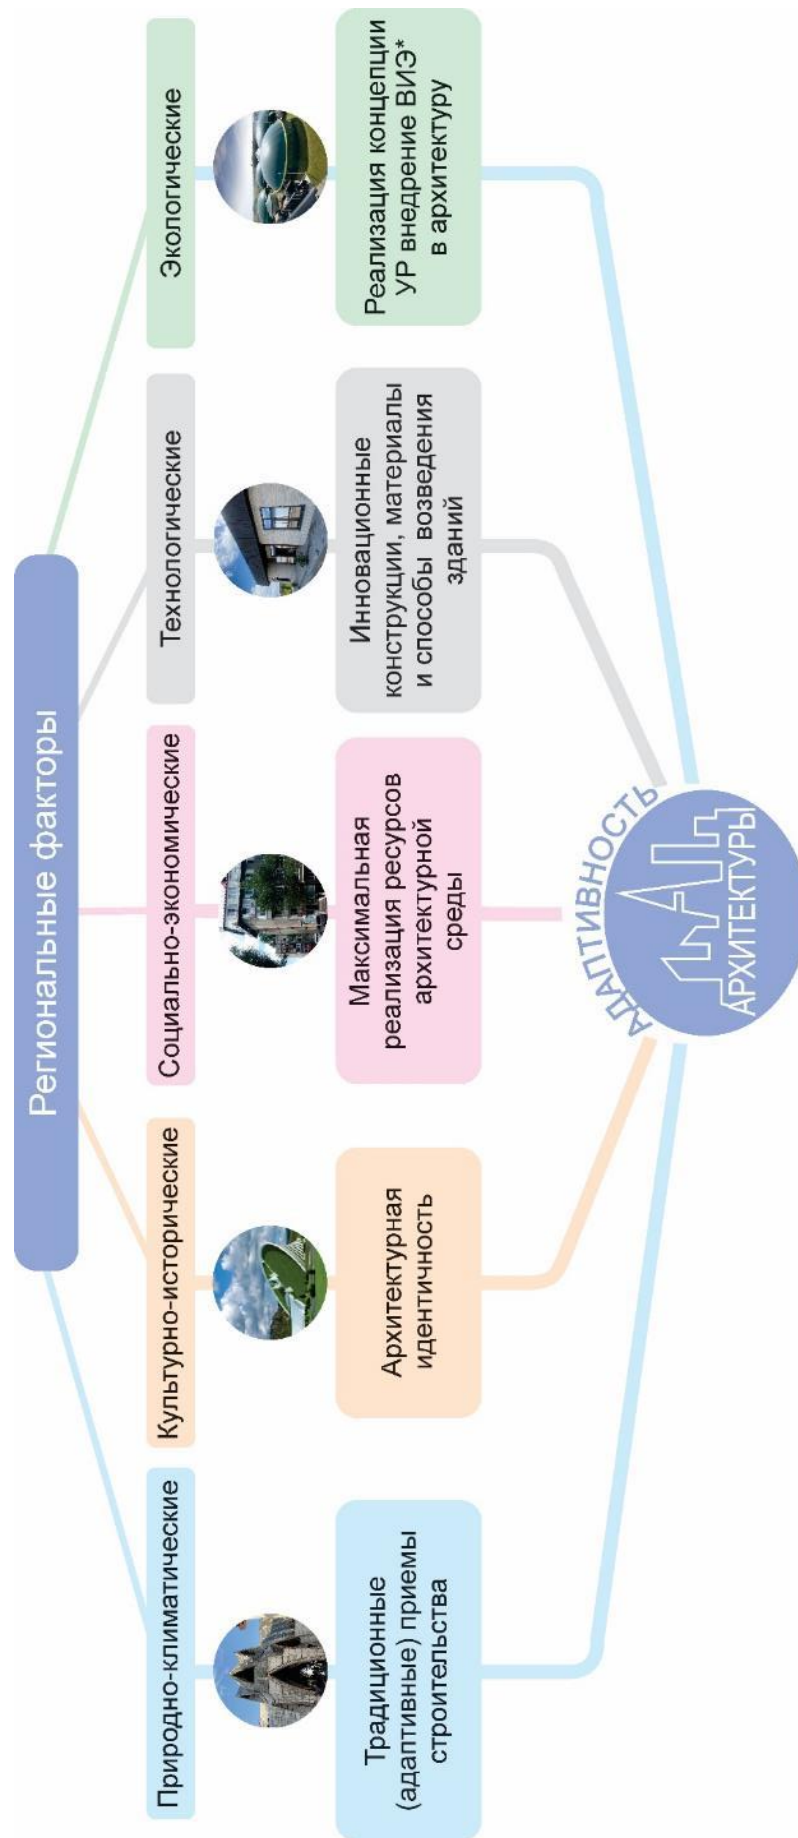 Региональные факторы
Природно-климатические
Культурно-исторические
Социально-экономические
Технологические
Экологические
Традиционные
(адаптивные) приемы
строительства
Архитектурная
идентичность
Максимальная
реализация ресурсов
архитектурной
среды
Инновационные
конструкции, материалы
и способы возведения
зданий
Реализация концепции
УР внедрение ВИЭ*
в архитектуру
АДАПТИВНОСТЬ
АРХИТЕКТУРЫ